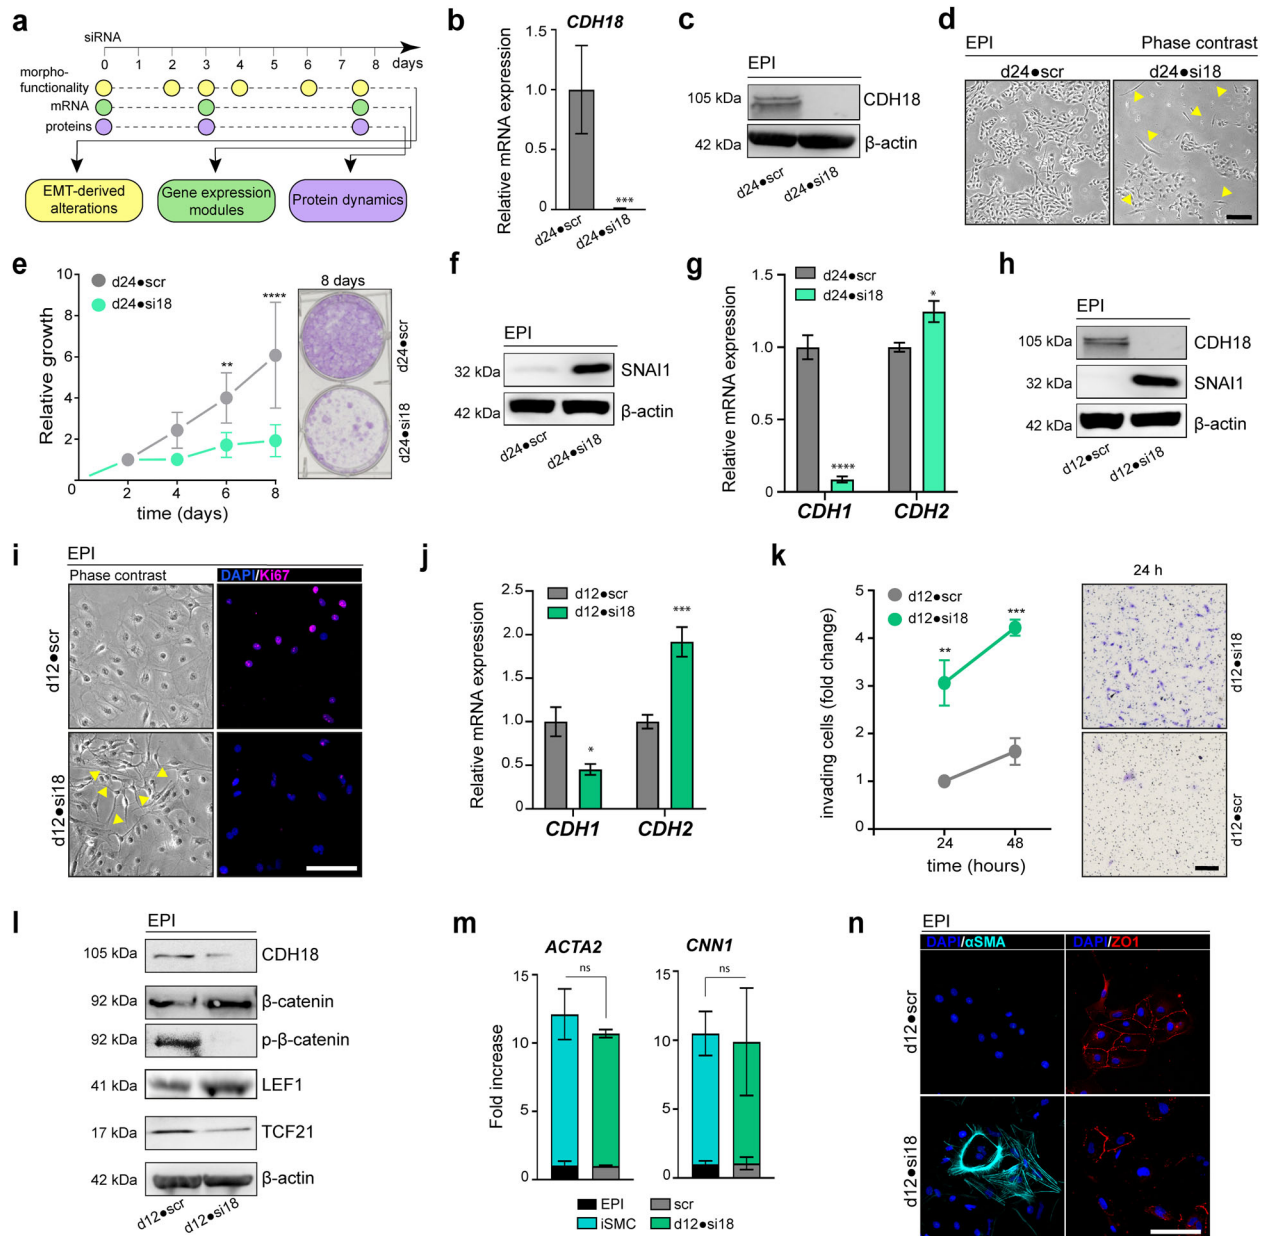 a
siRNA
0 1 2 3 4 5 6 7 8 days
morpho-
functionality
mRNA
proteins
EMT-derived
alterations
Gene expression
modules
Protein dynamics
b
CDH18
Relative mRNA expression
1.5
1.0
0.5
0
***
d24●scr
d24●si18
c
EPI
105 kDa
CDH18
42 kDa
β-actin
d24●scr
d24●si18
d
EPI
Phase contrast
d24●scr
d24●si18
e
Relative growth
10
8
6
4
2
0
d24●scr
d24●si18
**
****
2 4 6 8
time (days)
8 days
d24●scr
d24●si18
f
EPI
32 kDa
SNAI1
42 kDa
β-actin
d24●scr
d24●si18
g
Relative mRNA expression
1.5
1.0
0.5
0
d24●scr
d24●si18
****
*
CDH1
CDH2
h
EPI
105 kDa
CDH18
32 kDa
SNAI1
42 kDa
β-actin
d12●scr
d12●si18
i
EPI
Phase contrast
DAPI/Ki67
d12●scr
d12●si18
j
Relative mRNA expression
2.5
2.0
1.5
1.0
0.5
0
d12●scr
d12●si18
*
***
CDH1
CDH2
k
invading cells (fold change)
5
4
3
2
1
0
d12●scr
d12●si18
**
***
24
48
time (hours)
24 h
d12●si18
d12●scr
l
EPI
105 kDa
CDH18
92 kDa
β-catenin
92 kDa
p-β-catenin
41 kDa
LEF1
17 kDa
TCF21
42 kDa
β-actin
d12●scr
d12●si18
m
ACTA2
Fold increase
15
10
5
0
ns
CNN1
15
10
5
0
ns
EPI
scr
iSMC
d12●si18
n
EPI
DAPI/αSMA
DAPI/ZO1
d12●scr
d12●si18